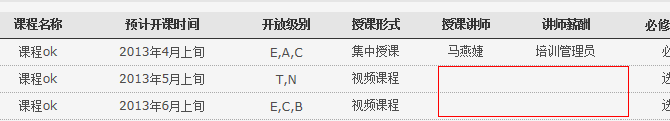 课程名称 预计开课时间 开放级别 授课形式 授课讲师 讲师薪酬 必修
课程ok 2013年4月上旬 E,A,C 集中授课 马燕婕 培训管理员 必
课程ok 2013年5月上旬 T,N 视频课程 选
课程ok 2013年6月上旬 E,C,B 视频课程 选